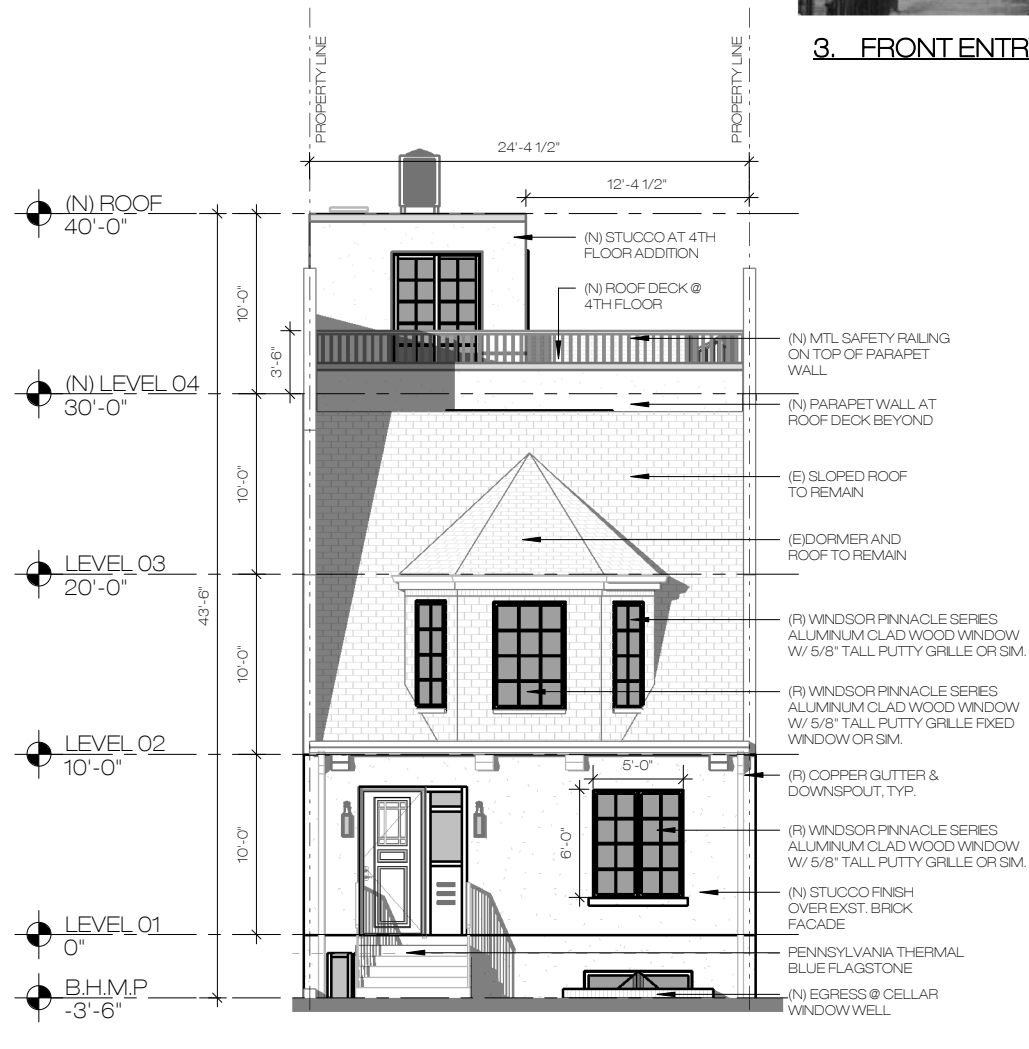 3. FRONT ENTR
PROPERTY LINE
PROPERTY LINE
24'-4 1/2"
12'-4 1/2"
(N) ROOF
40'-0"
(N) STUCCO AT 4TH
FLOOR ADDITION
(N) ROOF DECK @
4TH FLOOR
10'-0"
3'-6"
(N) MTL SAFETY RAILING
ON TOP OF PARAPET
WALL
(N) LEVEL 04
30'-0"
(N) PARAPET WALL AT
ROOF DECK BEYOND
10'-0"
(E) SLOPED ROOF
TO REMAIN
(E)DORMER AND
ROOF TO REMAIN
LEVEL 03
20'-0"
43'-6"
(R) WINDSOR PINNACLE SERIES
ALUMINUM CLAD WOOD WINDOW
W/ 5/8" TALL PUTTY GRILLE OR SIM.
10'-0"
(R) WINDSOR PINNACLE SERIES
ALUMINUM CLAD WOOD WINDOW
W/ 5/8" TALL PUTTY GRILLE FIXED
WINDOW OR SIM.
LEVEL 02
10'-0"
5'-0"
(R) COPPER GUTTER &
DOWNSPOUT, TYP.
10'-0"
6'-0"
(R) WINDSOR PINNACLE SERIES
ALUMINUM CLAD WOOD WINDOW
W/ 5/8" TALL PUTTY GRILLE OR SIM.
(N) STUCCO FINISH
OVER EXST. BRICK
FACADE
LEVEL 01
0"
PENNSYLVANIA THERMAL
BLUE FLAGSTONE
B.H.M.P
-3'-6"
(N) EGRESS @ CELLAR
WINDOW WELL